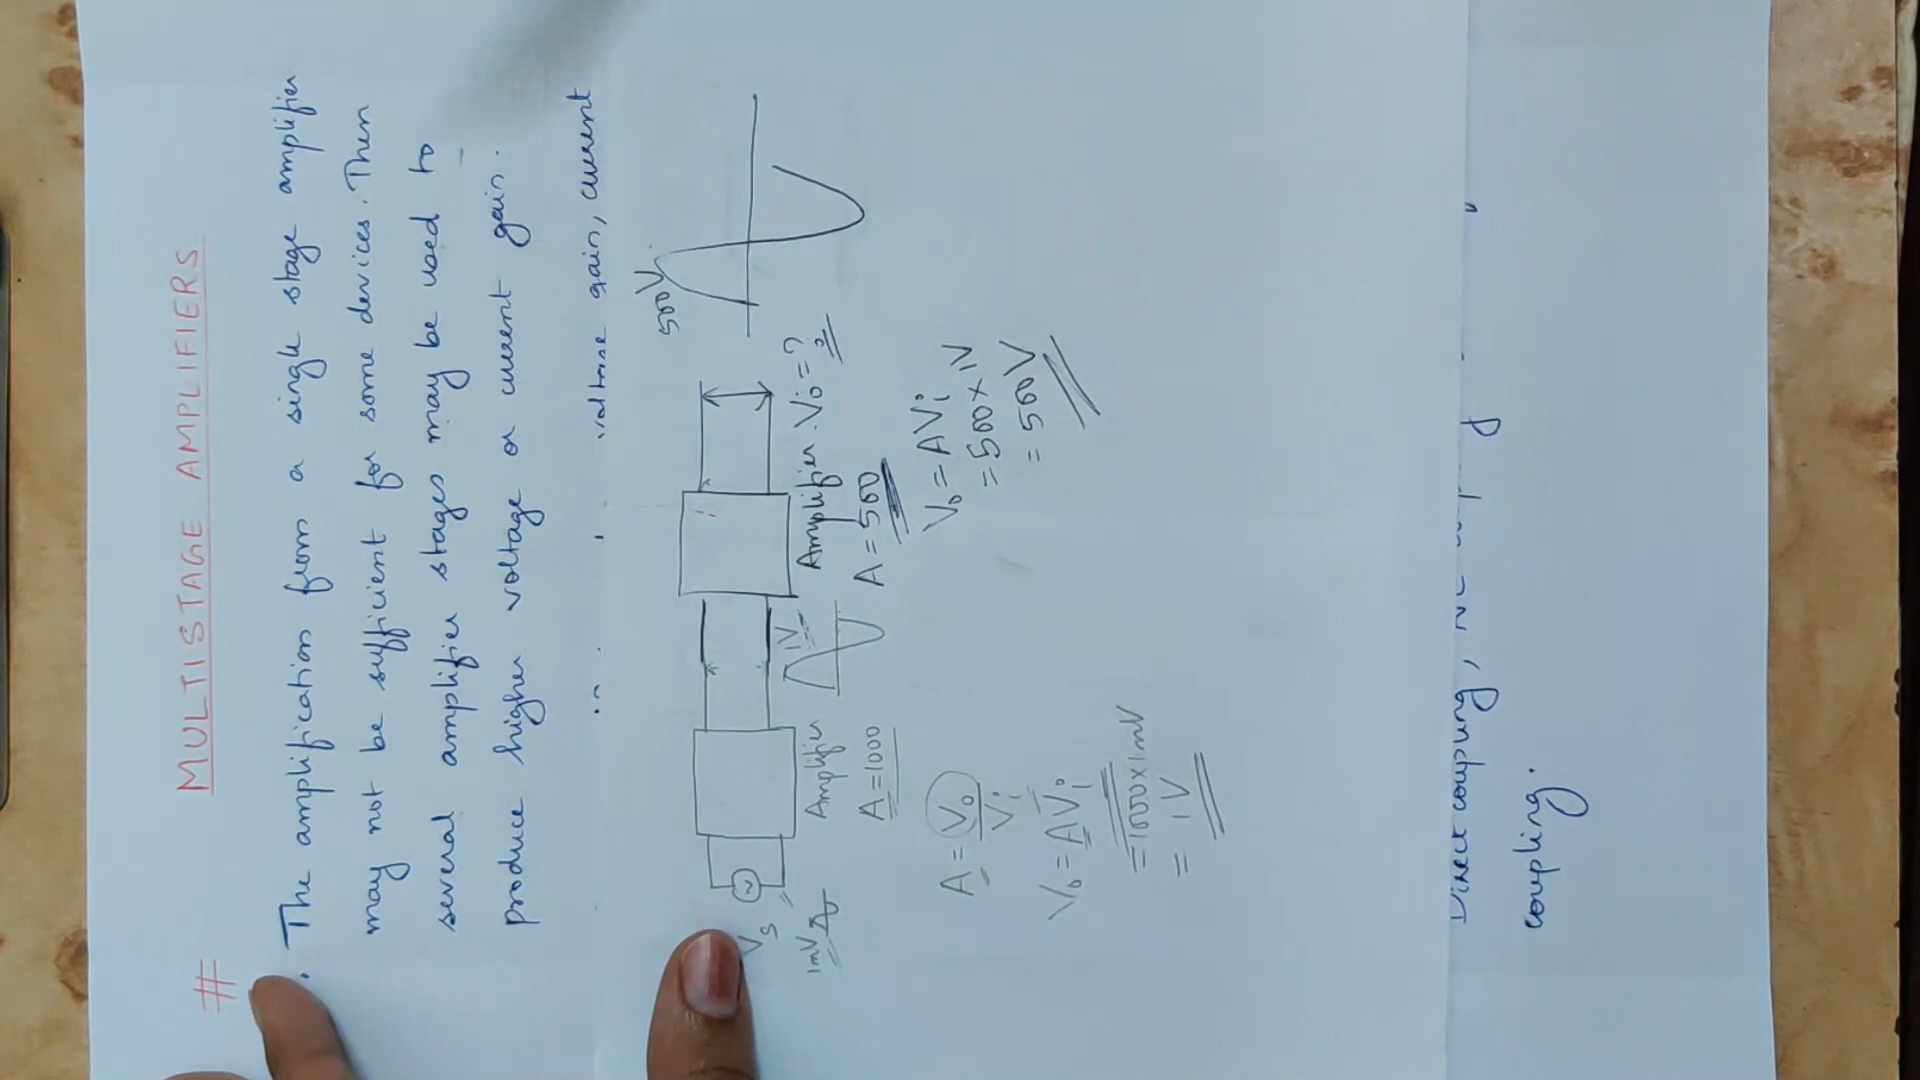 # MULTISTAGE AMPLIFIERS
. The amplification from a single stage amplifier
may not be sufficient for some devices. Then
several amplifier stages may be used to
produce higher voltage or current gain.
voltage gain, current
500V
Vs
1mV
Amplifier
A=1000
1V
Amplifier
A=500
Vo=?
A = Vo/Vi
Vo = AVi
= 1000×1mV
= 1V
Vo = AVi
= 500×1V
= 500V
Direct coupling,
coupling.